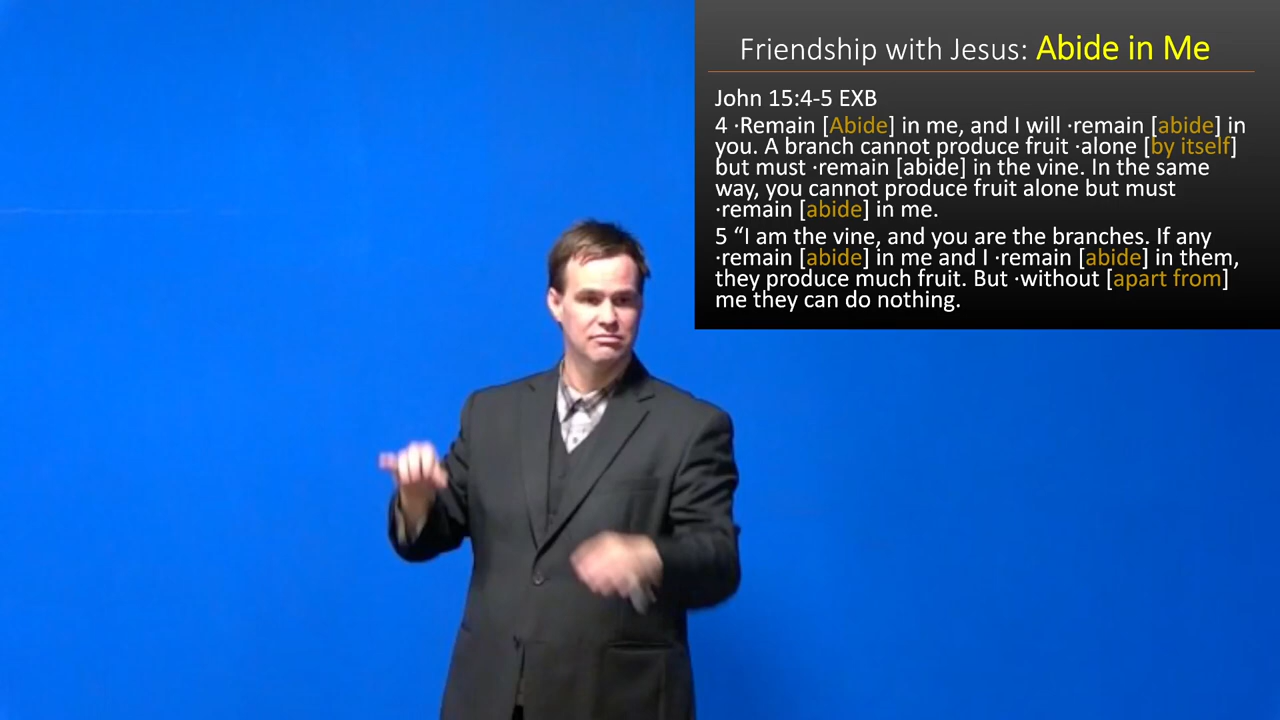 Friendship with Jesus: Abide in Me
John 15:4-5 EXB
4 ·Remain [Abide] in me, and I will ·remain [abide] in
you. A branch cannot produce fruit ·alone [by itself]
but must ·remain [abide] in the vine. In the same
way, you cannot produce fruit alone but must
·remain [abide] in me.
5 “I am the vine, and you are the branches. If any
·remain [abide] in me and I ·remain [abide] in them,
they produce much fruit. But ·without [apart from]
me they can do nothing.